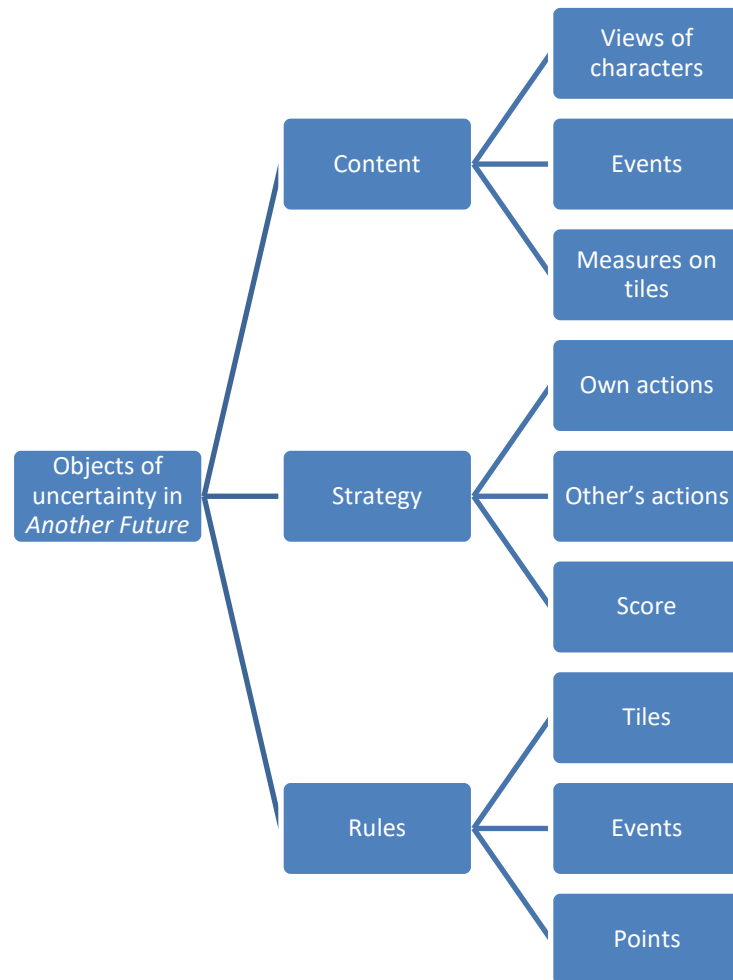 Objects of
uncertainty in
Another Future
Content
Views of
characters
Events
Measures on
tiles
Strategy
Own actions
Other’s actions
Score
Rules
Tiles
Events
Points